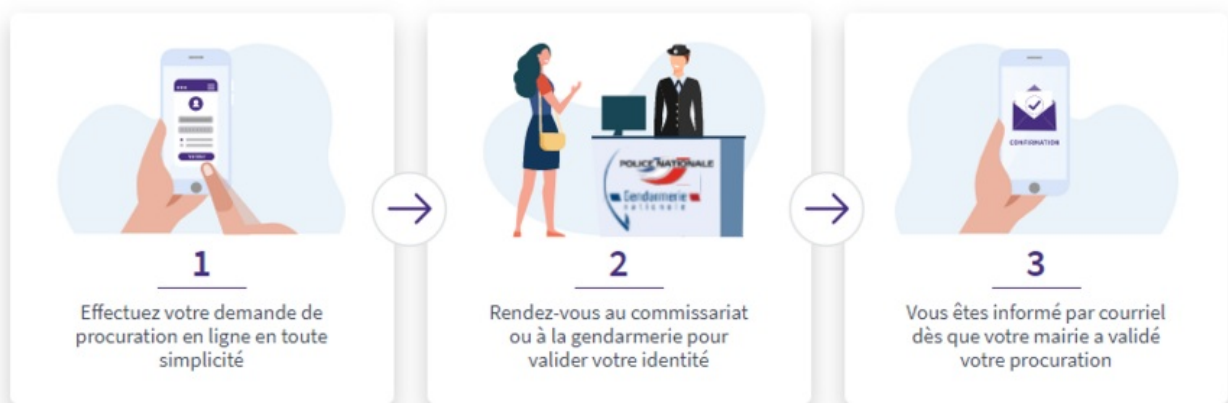 CONFIRMATION
POLICE NATIONALE
Gendarmerie
nationale
1
Effectuez votre demande de
procuration en ligne en toute
simplicité
2
Rendez-vous au commissariat
ou à la gendarmerie pour
valider votre identité
3
Vous êtes informé par courriel
dès que votre mairie a validé
votre procuration